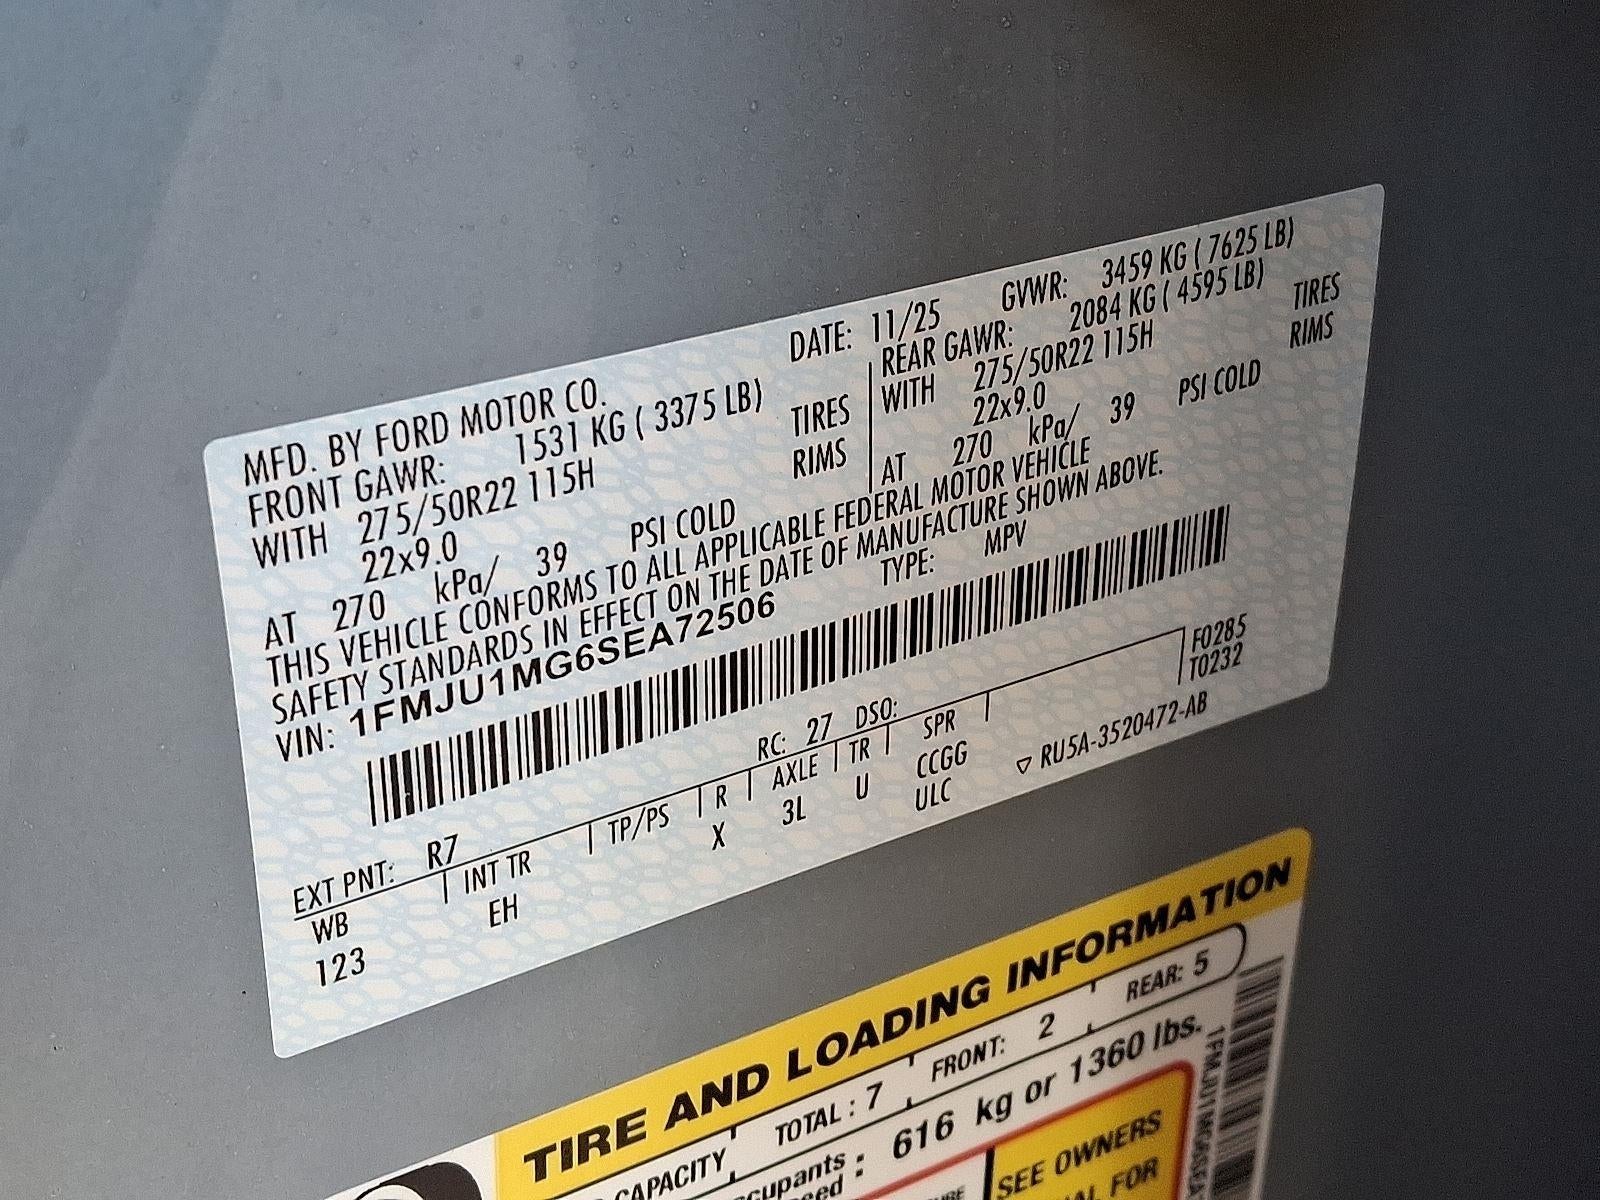 MFD. BY FORD MOTOR CO. DATE: 11/25 GVWR: 3459 KG ( 7625 LB)
FRONT GAWR: 1531 KG ( 3375 LB) REAR GAWR: 2084 KG ( 4595 LB)
WITH 275/50R22 115H TIRES WITH 275/50R22 115H TIRES
22x9.0 RIMS 22x9.0 RIMS
AT 270 kPa/ 39 PSI COLD AT 270 kPa/ 39 PSI COLD
THIS VEHICLE CONFORMS TO ALL APPLICABLE FEDERAL MOTOR VEHICLE
SAFETY STANDARDS IN EFFECT ON THE DATE OF MANUFACTURE SHOWN ABOVE.
VIN: 1FMJU1MG6SEA72506 TYPE: MPV
EXT PNT: R7 RC: 27 DSO: F0285
WB INT TR TP/PS R AXLE TR SPR T0232
123 EH X 3L U CCGG
ULC ▽ RU5A-3520472-AB
TIRE AND LOADING INFORMATION
CAPACITY TOTAL : 7 FRONT: 2 REAR: 5
616 kg or 1360 lbs.
SEE OWNERS
FOR